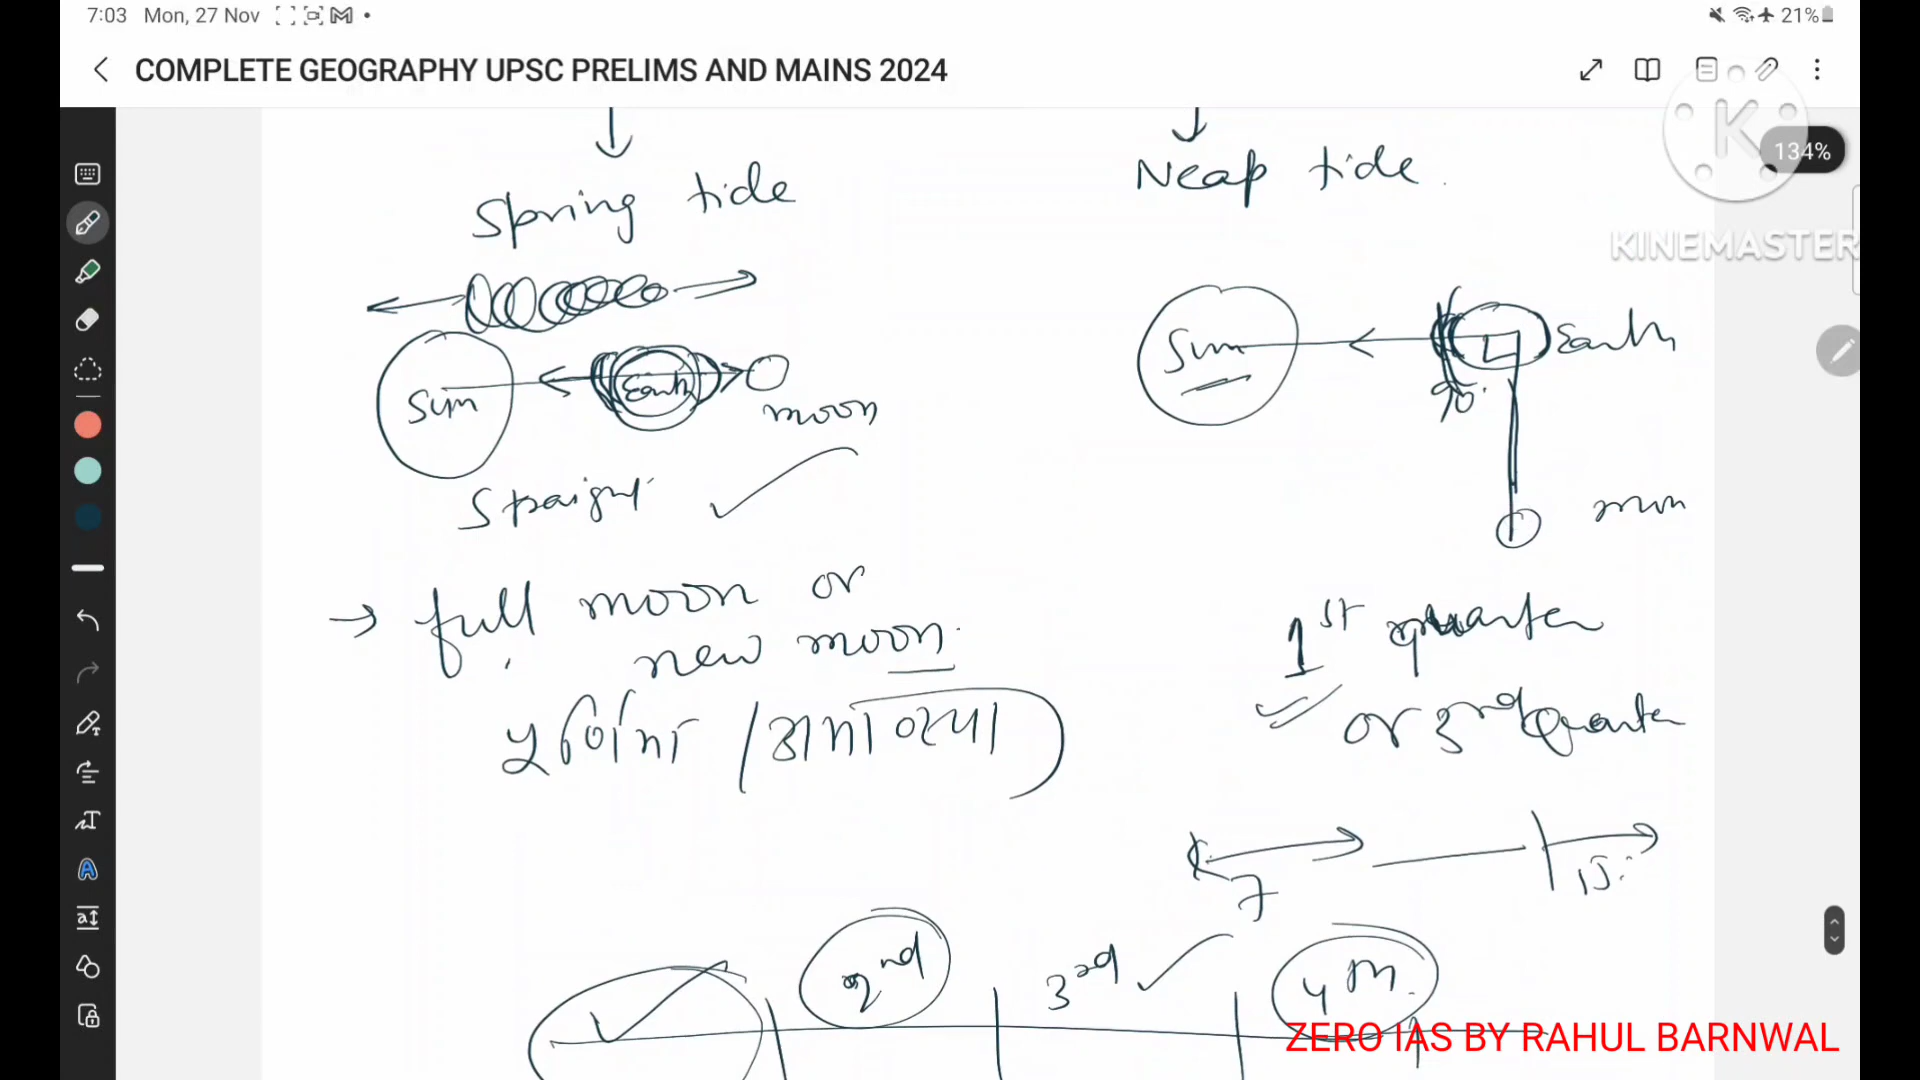 7:03 Mon, 27 Nov
21%
COMPLETE GEOGRAPHY UPSC PRELIMS AND MAINS 2024
134%
KINEMASTER
Spring tide
Neap tide
Sun Earth moon
Sun Earth
90°
moon
Straight
→ full moon or
new moon
पूर्णिमा / अमावस्या
1st quarter
or 3rd quarter
7
15
2nd 3rd 4th
ZERO IAS BY RAHUL BARNWAL